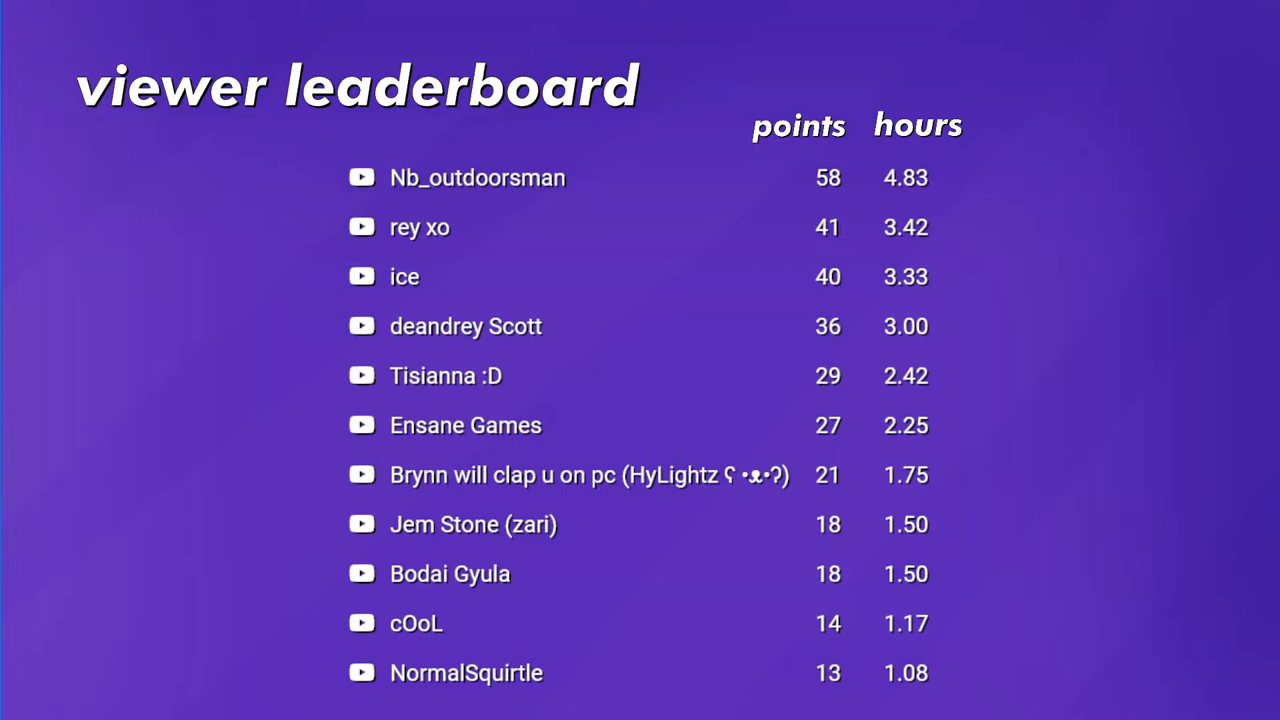 viewer leaderboard
points hours
Nb_outdoorsman 58 4.83
rey xo 41 3.42
ice 40 3.33
deandrey Scott 36 3.00
Tisianna :D 29 2.42
Ensane Games 27 2.25
Brynn will clap u on pc (HyLightz ʕ •ᴥ•ʔ) 21 1.75
Jem Stone (zari) 18 1.50
Bodai Gyula 18 1.50
cOoL 14 1.17
NormalSquirtle 13 1.08